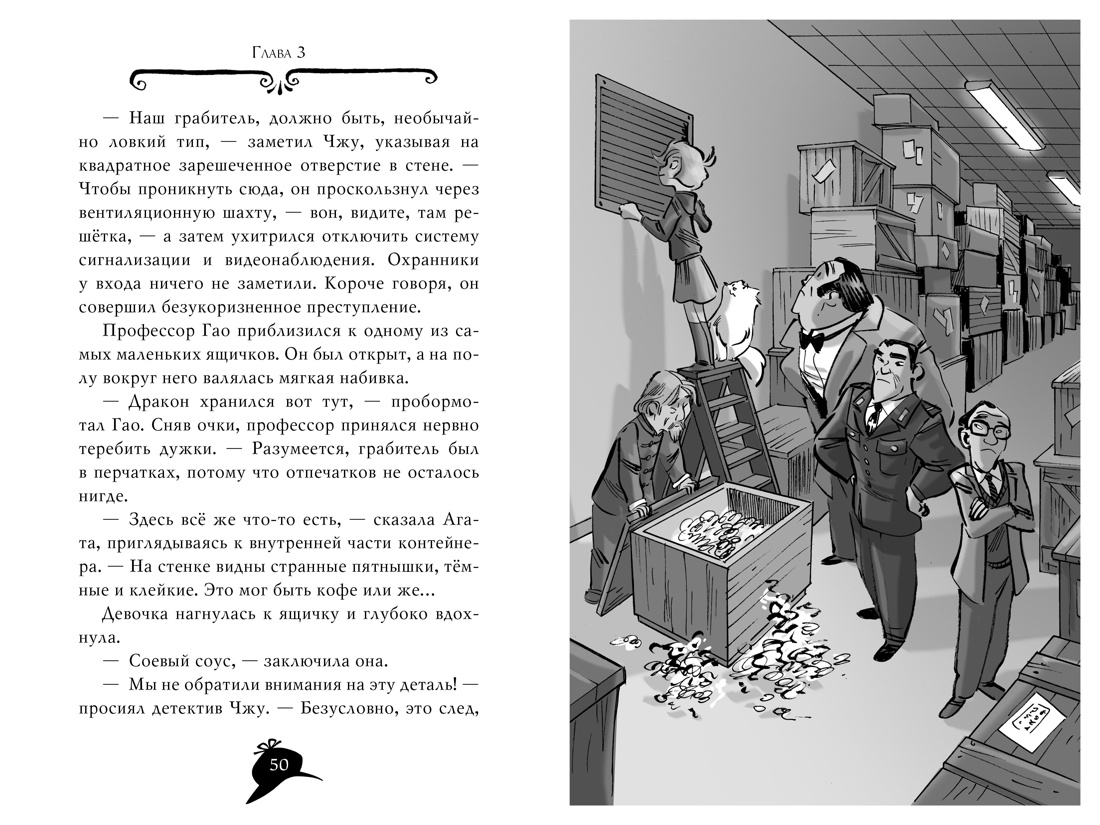 Глава 3
— Наш грабитель, должно быть, необычай-
но ловкий тип, — заметил Чжу, указывая на
квадратное зарешеченное отверстие в стене. —
Чтобы проникнуть сюда, он проскользнул через
вентиляционную шахту, — вон, видите, там ре-
шётка, — а затем ухитрился отключить систему
сигнализации и видеонаблюдения. Охранники
у входа ничего не заметили. Короче говоря, он
совершил безукоризненное преступление.
Профессор Гао приблизился к одному из са-
мых маленьких ящичков. Он был открыт, а на по-
лу вокруг него валялась мягкая набивка.
— Дракон хранился вот тут, — пробормо-
тал Гао. Сняв очки, профессор принялся нервно
теребить дужки. — Разумеется, грабитель был
в перчатках, потому что отпечатков не осталось
нигде.
— Здесь всё же что-то есть, — сказала Ага-
та, приглядываясь к внутренней части контейне-
ра. — На стенке видны странные пятнышки, тём-
ные и клейкие. Это мог быть кофе или же...
Девочка нагнулась к ящичку и глубоко вдох-
нула.
— Соевый соус, — заключила она.
— Мы не обратили внимания на эту деталь! —
просиял детектив Чжу. — Безусловно, это след,
50